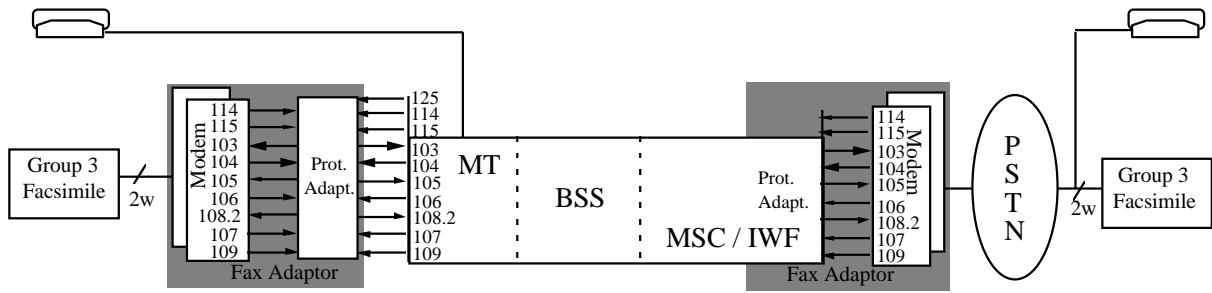 Group 3
Facsimile
2w
Modem
114
115
103
104
105
106
108.2
107
109
Prot.
Adapt.
Fax Adaptor
125
114
115
103
104
105
106
108.2
107
109
MT
BSS
MSC / IWF
Prot.
Adapt.
114
115
103
104
105
106
108.2
107
109
Modem
Fax Adaptor
P
S
T
N
2w
Group 3
Facsimile